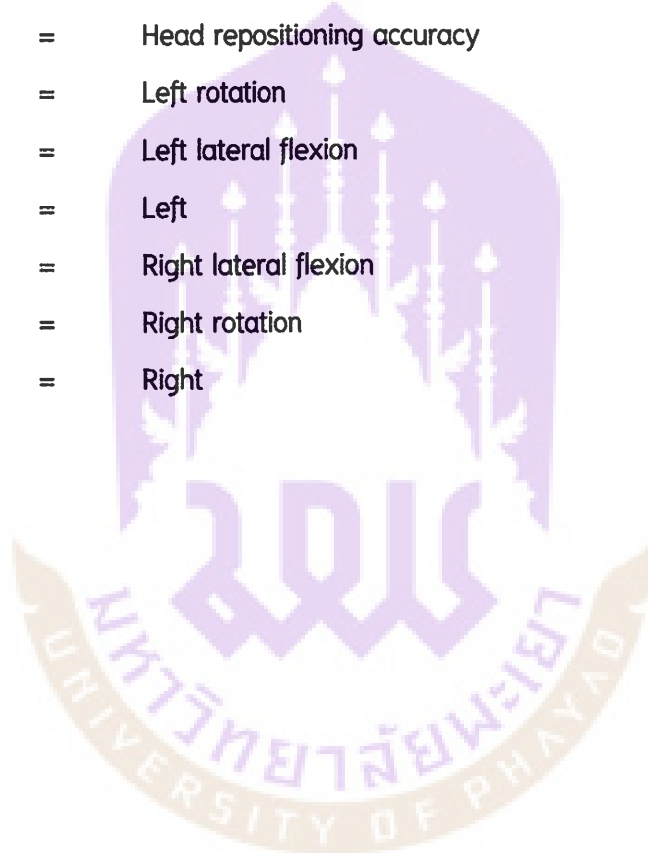 = Head repositioning accuracy
= Left rotation
= Left lateral flexion
= Left
= Right lateral flexion
= Right rotation
= Right
มหาวิทยาลัยพะเยา
UNIVERSITY OF PHAYAO